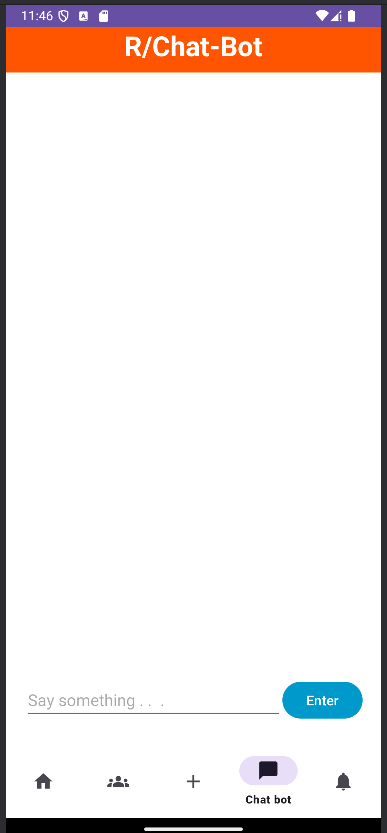 11:46
R/Chat-Bot
Say something . . .
Enter
Chat bot